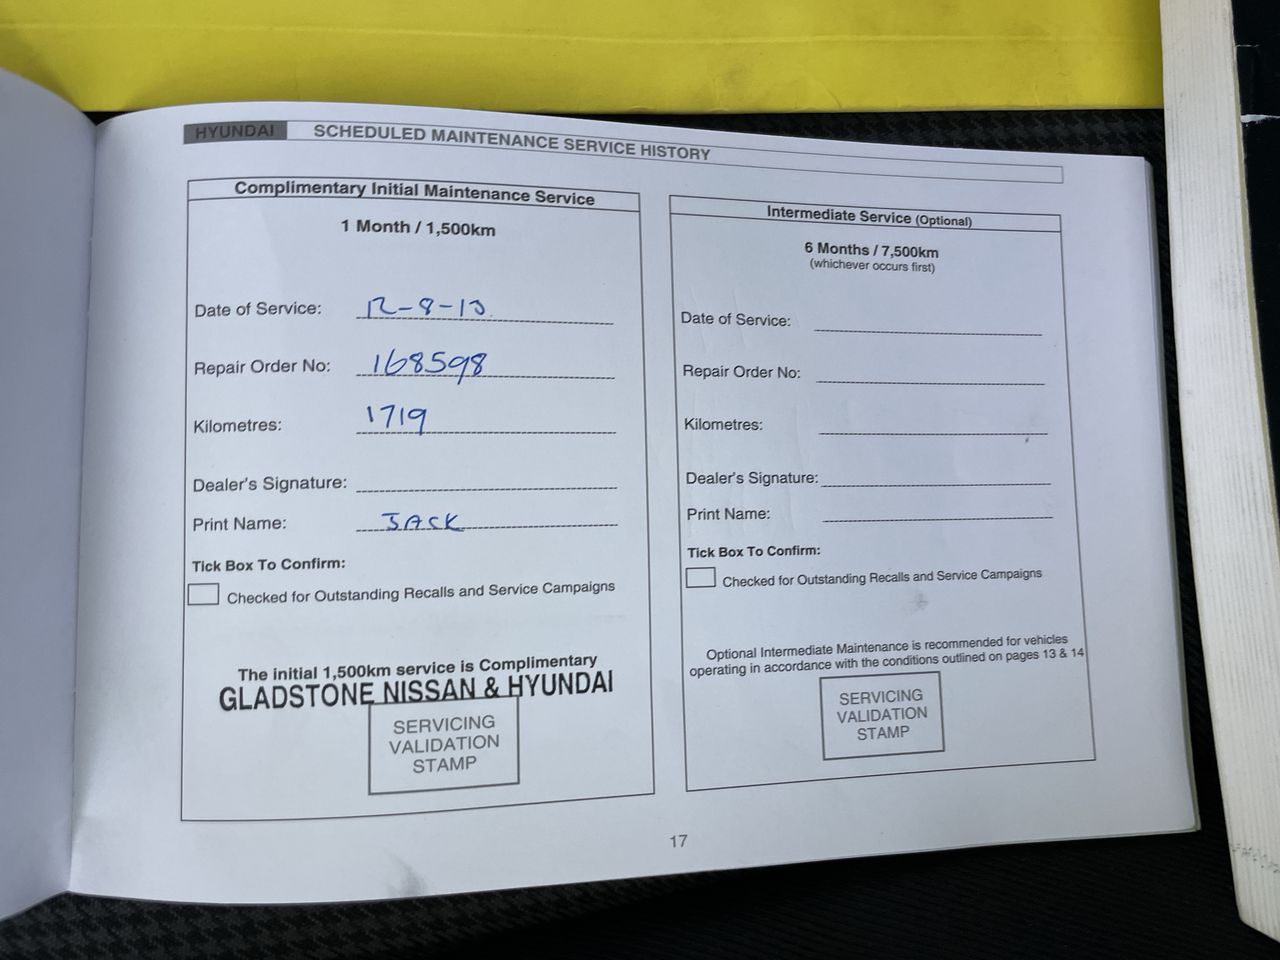 HYUNDAI SCHEDULED MAINTENANCE SERVICE HISTORY
Complimentary Initial Maintenance Service
1 Month / 1,500km
Date of Service: 12-8-10
Repair Order No: 168598
Kilometres: 1719
Dealer's Signature:
Print Name: JACK
Tick Box To Confirm:
Checked for Outstanding Recalls and Service Campaigns
The initial 1,500km service is Complimentary
GLADSTONE NISSAN & HYUNDAI
SERVICING
VALIDATION
STAMP
Intermediate Service (Optional)
6 Months / 7,500km
(whichever occurs first)
Date of Service:
Repair Order No:
Kilometres:
Dealer's Signature:
Print Name:
Tick Box To Confirm:
Checked for Outstanding Recalls and Service Campaigns
Optional Intermediate Maintenance is recommended for vehicles
operating in accordance with the conditions outlined on pages 13 & 14
SERVICING
VALIDATION
STAMP
17